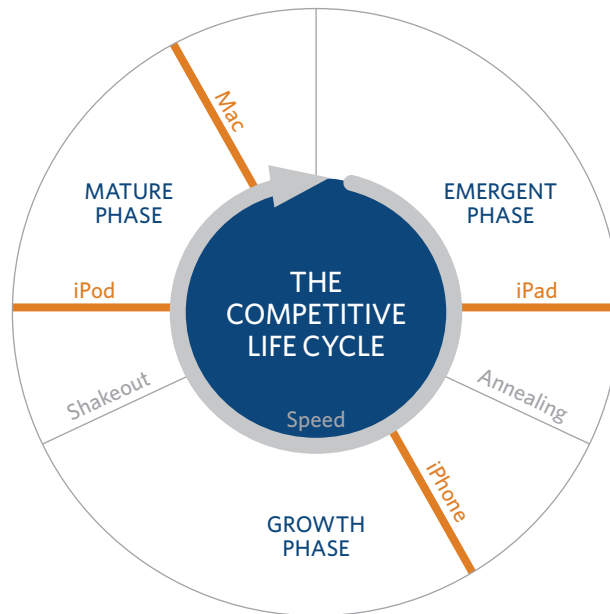 Mac
MATURE
PHASE
EMERGENT
PHASE
iPod
THE
COMPETITIVE
LIFE CYCLE
iPad
Shakeout
Annealing
Speed
iPhone
GROWTH
PHASE